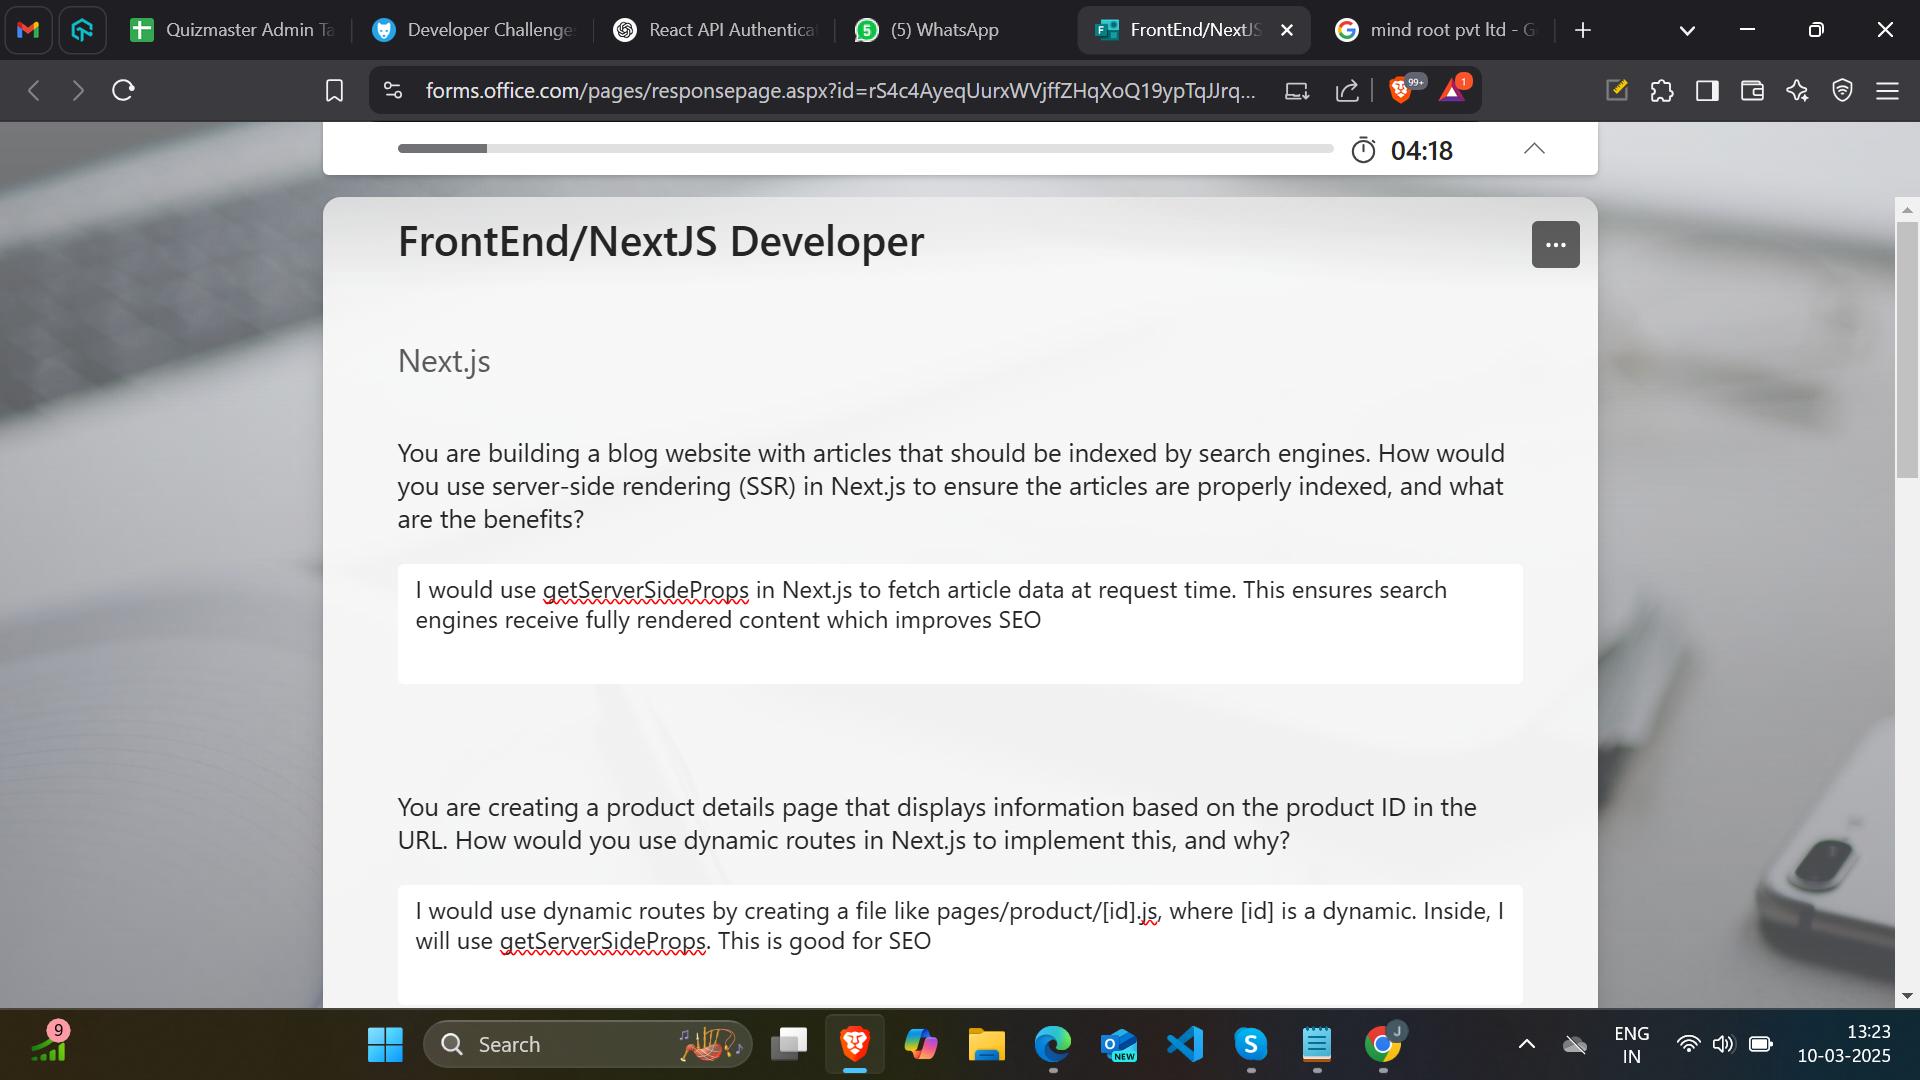 Quizmaster Admin Ta
Developer Challenge
React API Authentica
5
(5) WhatsApp
FrontEnd/NextJS
mind root pvt ltd - G
forms.office.com/pages/responsepage.aspx?id=rS4c4AyeqUurxWVjffZHqXoQ19ypTqJJrq...
99+
1
04:18
FrontEnd/NextJS Developer
Next.js
You are building a blog website with articles that should be indexed by search engines. How would
you use server-side rendering (SSR) in Next.js to ensure the articles are properly indexed, and what
are the benefits?
I would use getServerSideProps in Next.js to fetch article data at request time. This ensures search
engines receive fully rendered content which improves SEO
You are creating a product details page that displays information based on the product ID in the
URL. How would you use dynamic routes in Next.js to implement this, and why?
I would use dynamic routes by creating a file like pages/product/[id].js, where [id] is a dynamic. Inside, I
will use getServerSideProps. This is good for SEO
9
Search
NEW
J
ENG
IN
13:23
10-03-2025